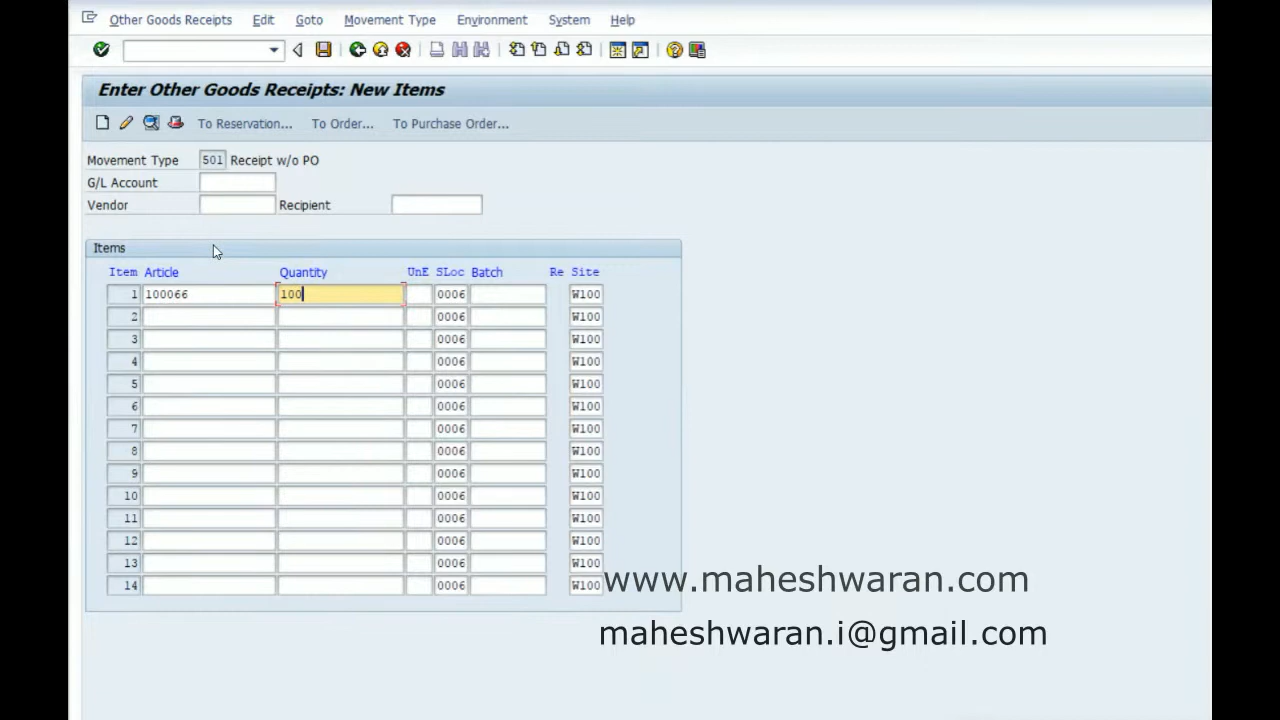 Other Goods Receipts Edit Goto Movement Type Environment System Help
Enter Other Goods Receipts: New Items
To Reservation... To Order... To Purchase Order...
Movement Type 501 Receipt w/o PO
G/L Account
Vendor Recipient
Items
Item Article Quantity UnE SLoc Batch Re Site
1 100066 100 0006 W100
2 0006 W100
3 0006 W100
4 0006 W100
5 0006 W100
6 0006 W100
7 0006 W100
8 0006 W100
9 0006 W100
10 0006 W100
11 0006 W100
12 0006 W100
13 0006 W100
14 0006 W100
www.maheshwaran.com
maheshwaran.i@gmail.com